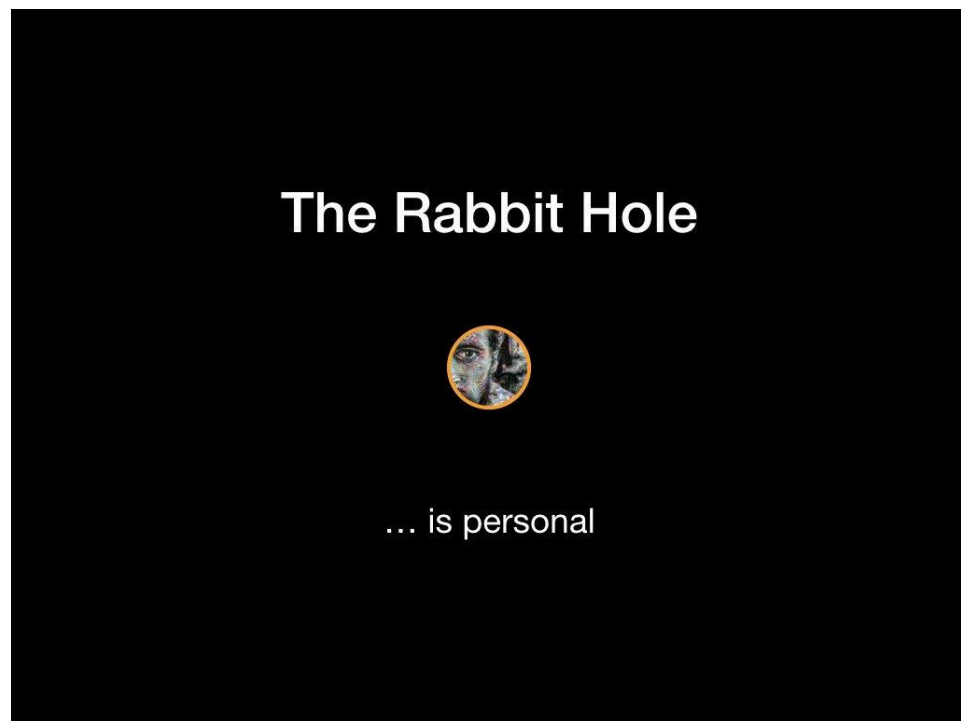 The Rabbit Hole
… is personal